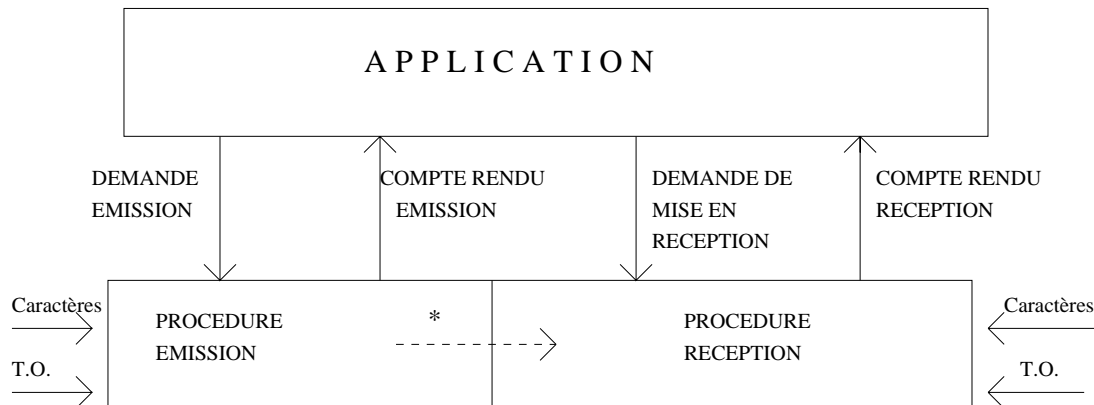 A P P L I C A T I O N
DEMANDE
EMISSION
COMPTE RENDU
EMISSION
DEMANDE DE
MISE EN
RECEPTION
COMPTE RENDU
RECEPTION
Caractères
T.O.
PROCEDURE
EMISSION
*
PROCEDURE
RECEPTION
Caractères
T.O.